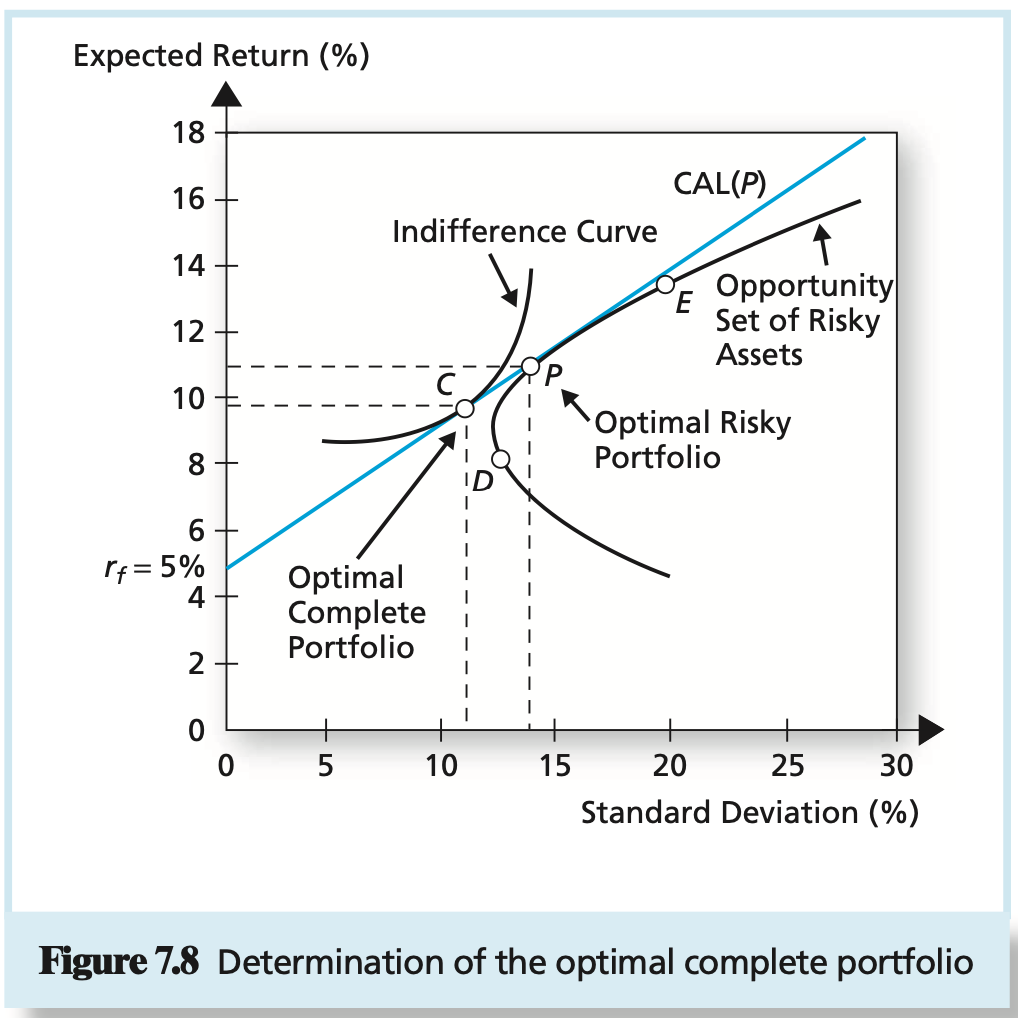 Expected Return (%)
18
16
14
12
10
8
6
r_f = 5%
4
2
0
CAL(P)
Indifference Curve
E
Opportunity
Set of Risky
Assets
C
P
Optimal Risky
Portfolio
D
Optimal
Complete
Portfolio
0 5 10 15 20 25 30
Standard Deviation (%)
Figure 7.8 Determination of the optimal complete portfolio